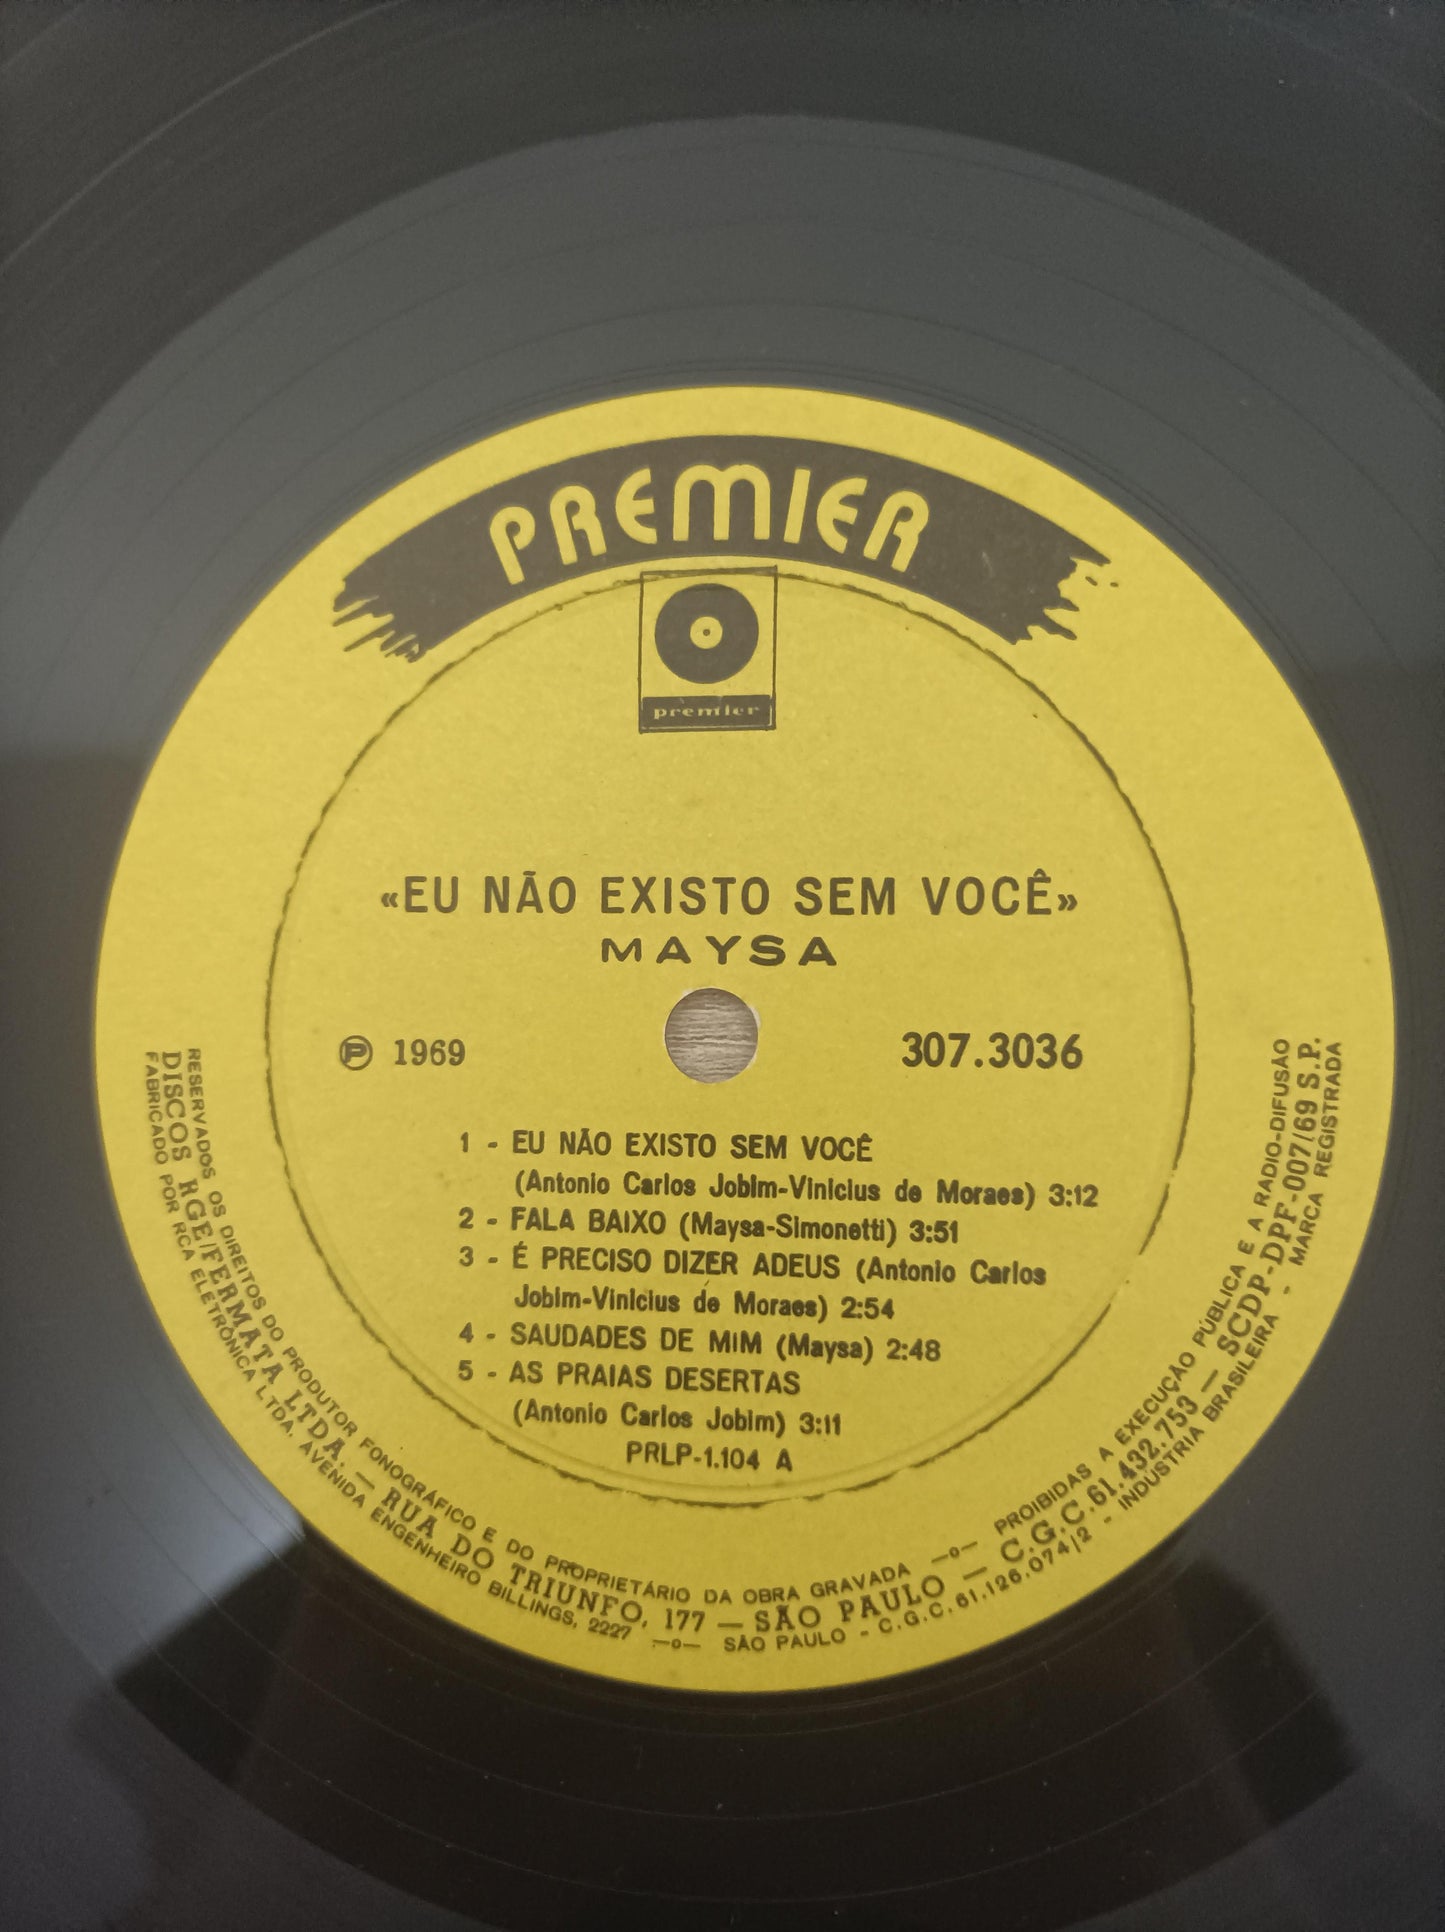 PREMIER
premier
«EU NÃO EXISTO SEM VOCÊ»
MAYSA
Ⓟ 1969
307.3036
1 - EU NÃO EXISTO SEM VOCÊ
(Antonio Carlos Jobim-Vinicius de Moraes) 3:12
2 - FALA BAIXO (Maysa-Simonetti) 3:51
3 - É PRECISO DIZER ADEUS (Antonio Carlos
Jobim-Vinicius de Moraes) 2:54
4 - SAUDADES DE MIM (Maysa) 2:48
5 - AS PRAIAS DESERTAS
(Antonio Carlos Jobim) 3:11
PRLP-1.104 A
RESERVADOS OS DIREITOS DO PRODUTOR FONOGRÁFICO E DO PROPRIETÁRIO DA OBRA GRAVADA —o— PROIBIDAS A EXECUÇÃO PÚBLICA E A RADIO-DIFUSÃO
DISCOS RGE/FERMATA LTDA. — RUA DO TRIUNFO, 177 — SÃO PAULO — C.G.C. 61.432.753 — SCDP-DPF-007/69 S.P.
FABRICADO POR RCA ELETRÔNICA LTDA. AVENIDA ENGENHEIRO BILLINGS, 2227 —o— SÃO PAULO - C.G.C. 61.126.074/2 - INDÚSTRIA BRASILEIRA - MARCA REGISTRADA